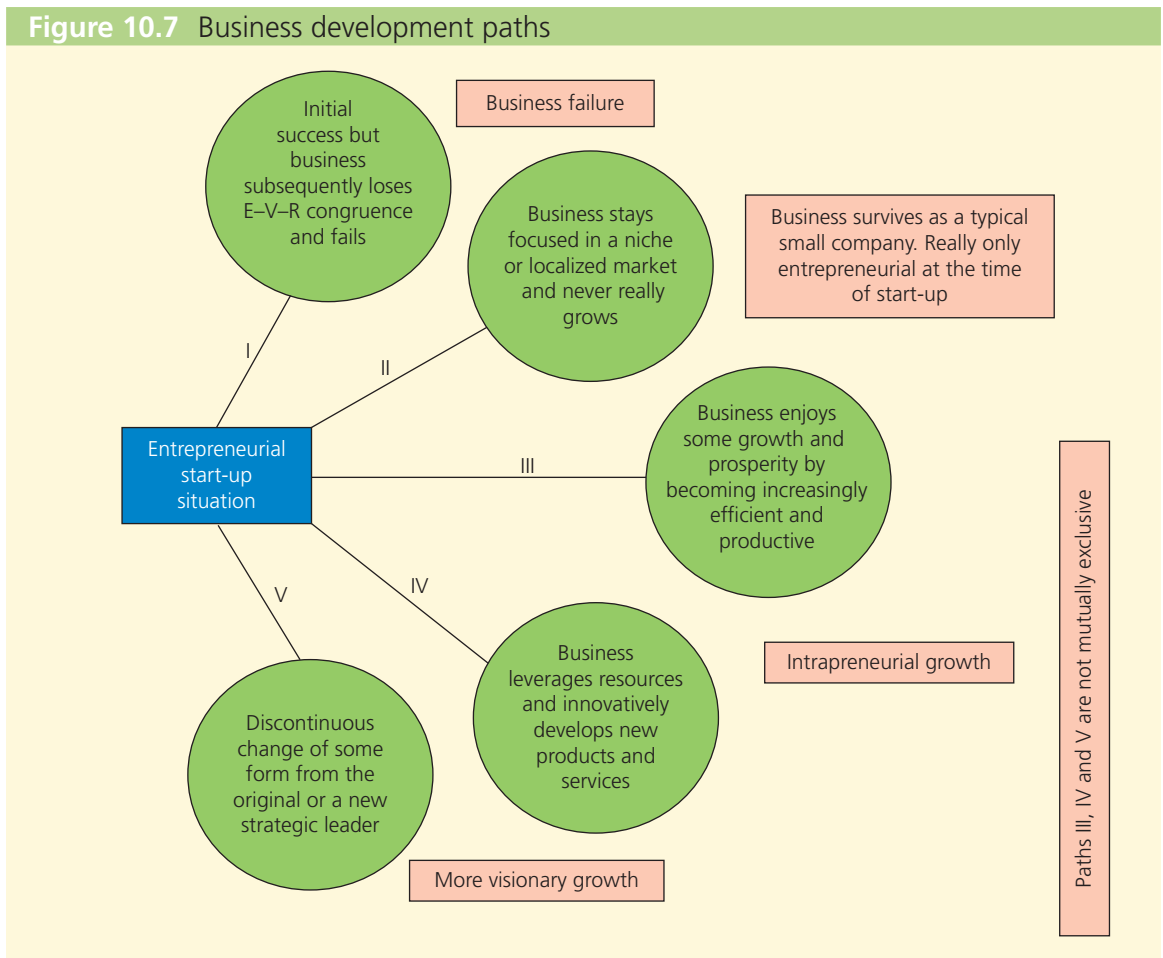 Figure 10.7 Business development paths
Initial
success but
business
subsequently loses
E–V–R congruence
and fails
Business failure
Business stays
focused in a niche
or localized market
and never really
grows
Business survives as a typical
small company. Really only
entrepreneurial at the time
of start-up
I
II
Entrepreneurial
start-up
situation
III
Business enjoys
some growth and
prosperity by
becoming increasingly
efficient and
productive
IV
V
Business
leverages resources
and innovatively
develops new
products and
services
Intrapreneurial growth
Discontinuous
change of some
form from the
original or a new
strategic leader
More visionary growth
Paths III, IV and V are not mutually exclusive